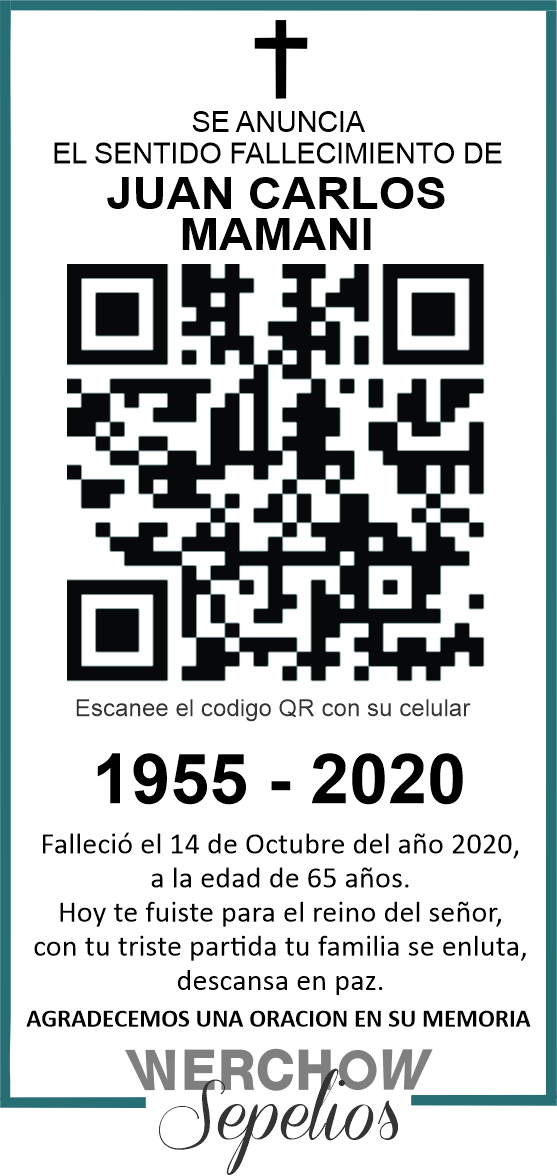 SE ANUNCIA
EL SENTIDO FALLECIMIENTO DE
JUAN CARLOS
MAMANI
Escanee el codigo QR con su celular
1955 - 2020
Falleció el 14 de Octubre del año 2020,
a la edad de 65 años.
Hoy te fuiste para el reino del señor,
con tu triste partida tu familia se enluta,
descansa en paz.
AGRADECEMOS UNA ORACION EN SU MEMORIA
WERCHOW
Sepelios